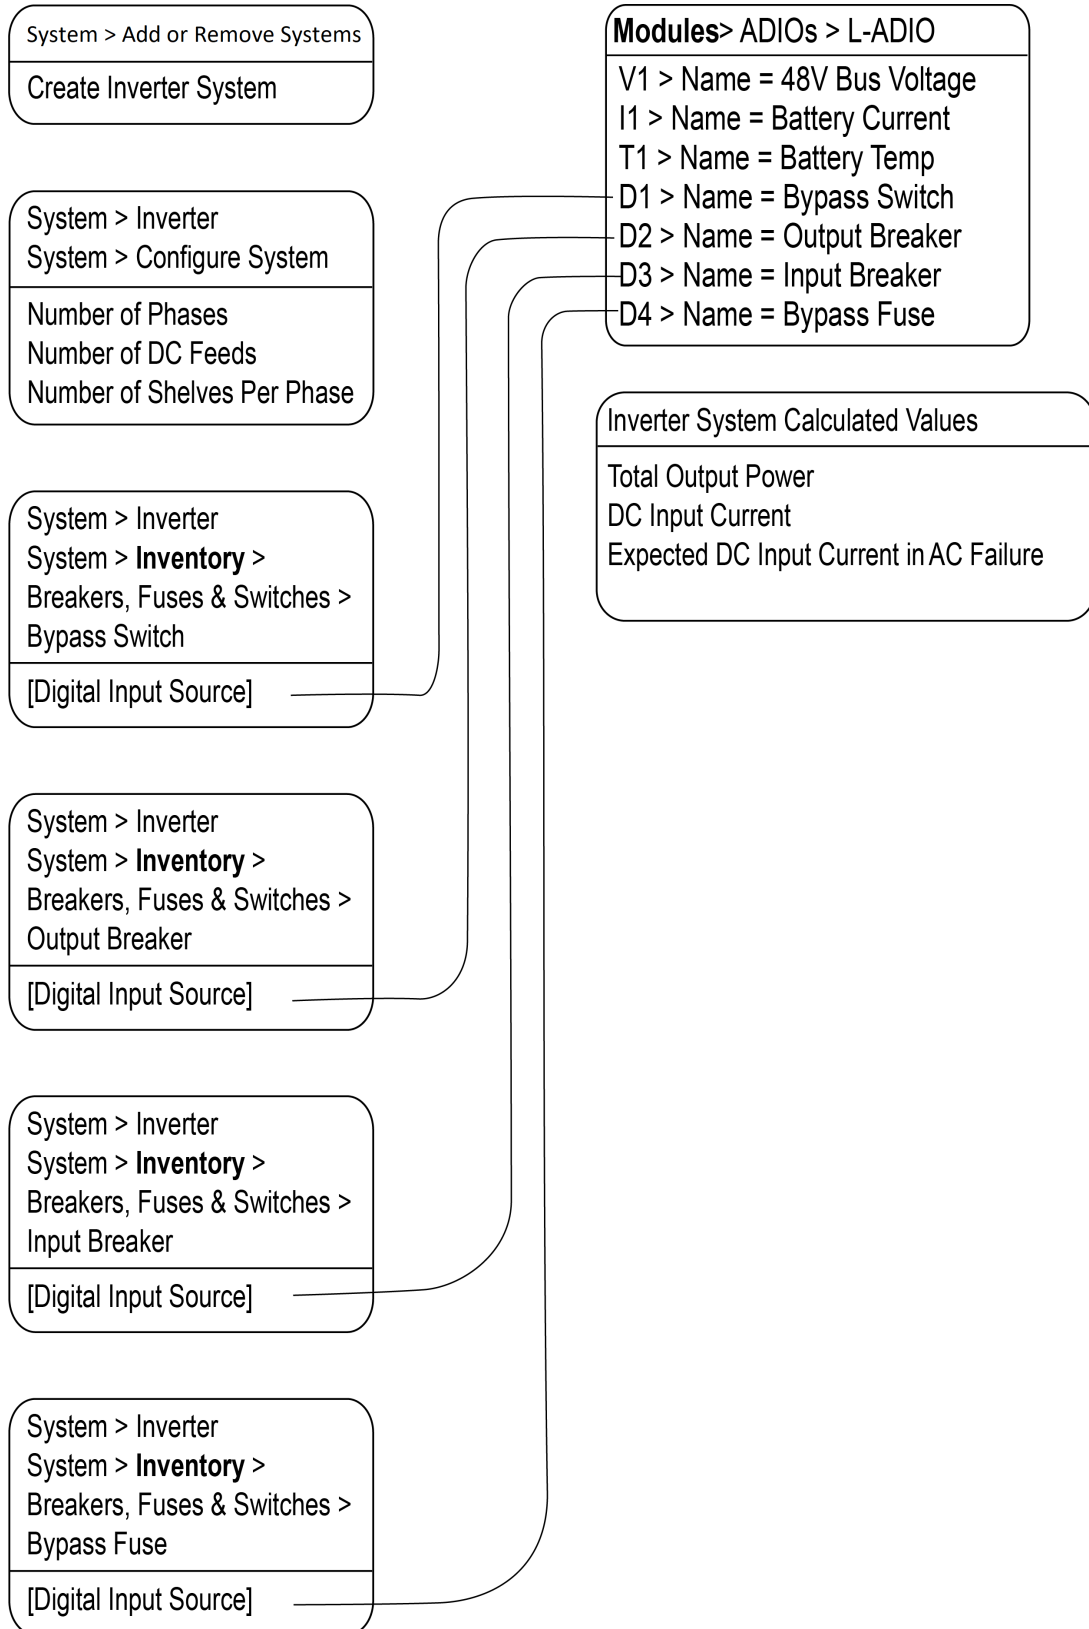 System > Add or Remove Systems
Create Inverter System
System > Inverter
System > Configure System
Number of Phases
Number of DC Feeds
Number of Shelves Per Phase
System > Inverter
System > Inventory >
Breakers, Fuses & Switches >
Bypass Switch
[Digital Input Source]
System > Inverter
System > Inventory >
Breakers, Fuses & Switches >
Output Breaker
[Digital Input Source]
System > Inverter
System > Inventory >
Breakers, Fuses & Switches >
Input Breaker
[Digital Input Source]
System > Inverter
System > Inventory >
Breakers, Fuses & Switches >
Bypass Fuse
[Digital Input Source]
Modules> ADIOs > L-ADIO
V1 > Name = 48V Bus Voltage
I1 > Name = Battery Current
T1 > Name = Battery Temp
D1 > Name = Bypass Switch
D2 > Name = Output Breaker
D3 > Name = Input Breaker
D4 > Name = Bypass Fuse
Inverter System Calculated Values
Total Output Power
DC Input Current
Expected DC Input Current in AC Failure